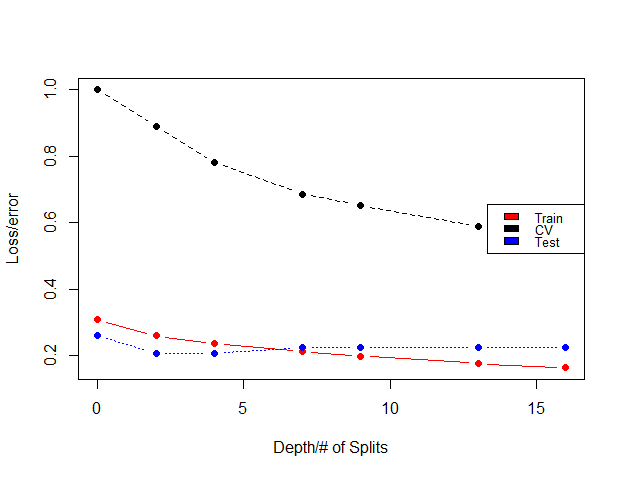 1.0
0.8
0.6
0.4
0.2
Loss/error
Train
CV
Test
0 5 10 15
Depth/# of Splits